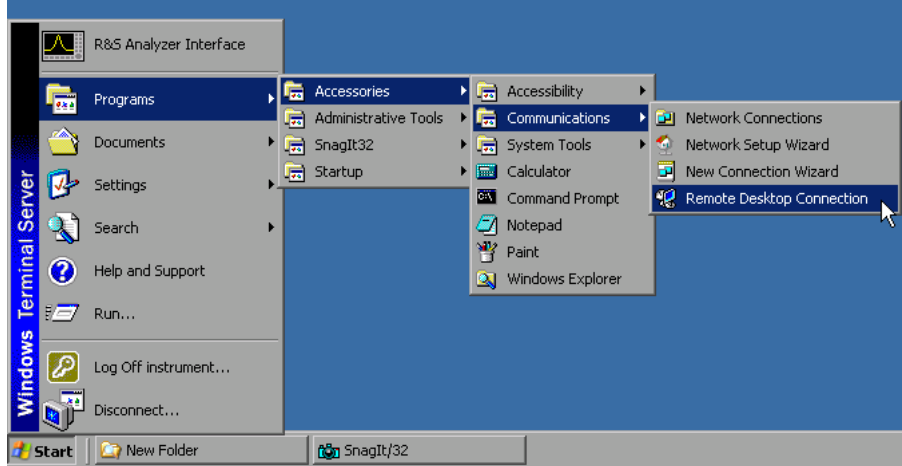 R&S Analyzer Interface
Programs
Documents
Settings
Search
Help and Support
Run...
Log Off instrument...
Disconnect...
Windows Terminal Server
Accessories
Administrative Tools
SnagIt32
Startup
Accessibility
Communications
System Tools
Calculator
Command Prompt
Notepad
Paint
Windows Explorer
Network Connections
Network Setup Wizard
New Connection Wizard
Remote Desktop Connection
Start
New Folder
SnagIt/32